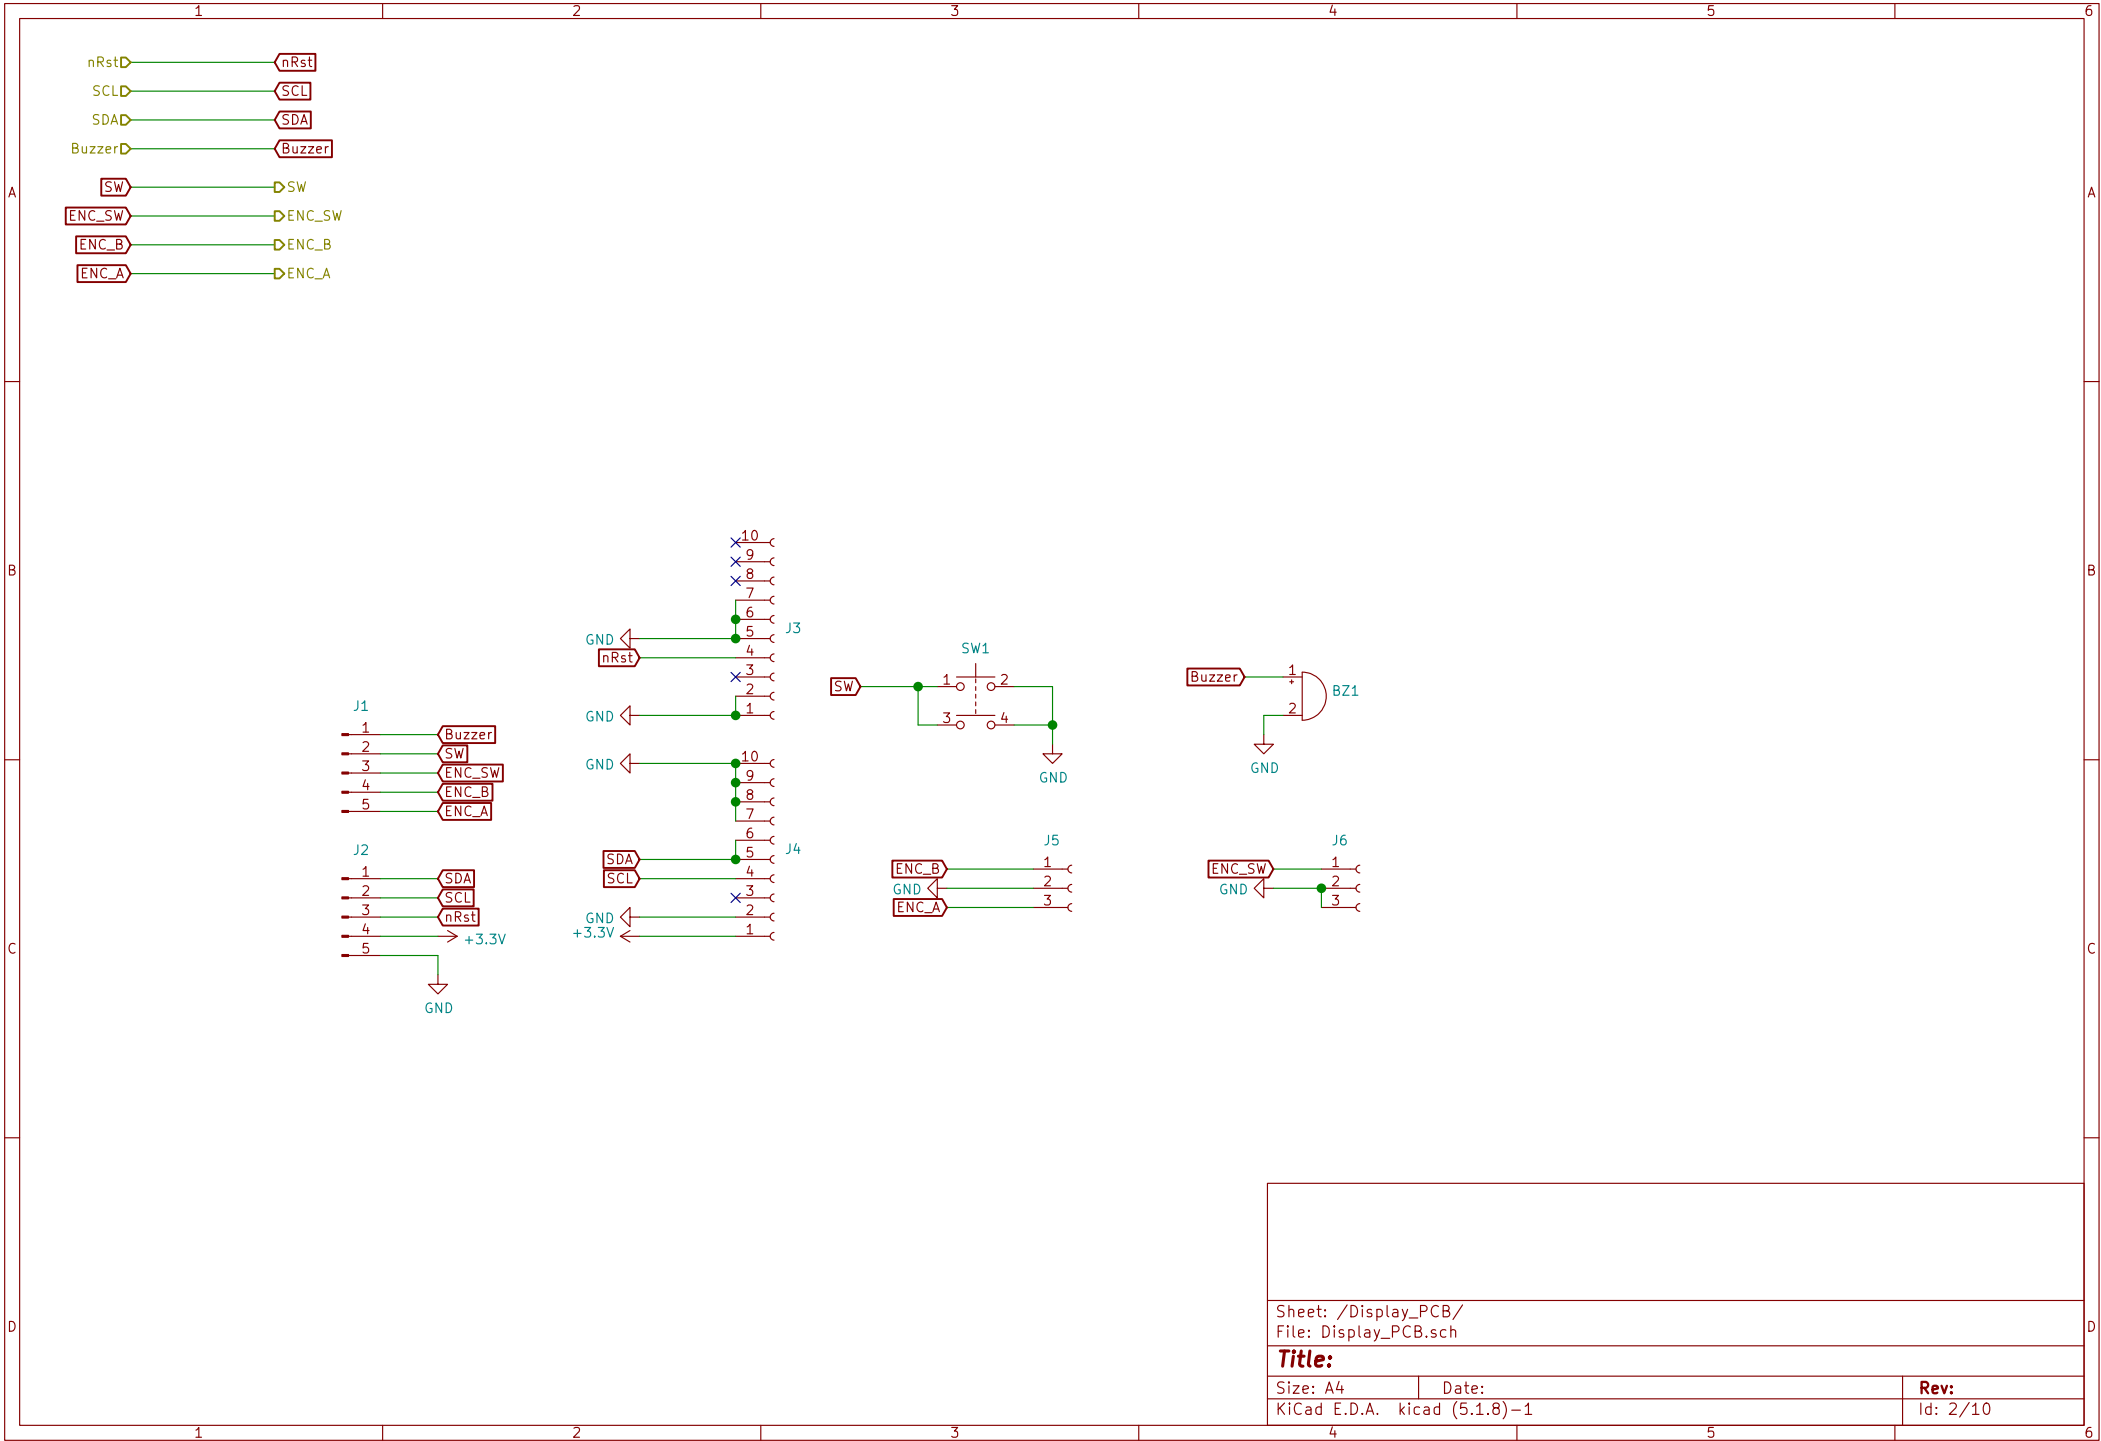 1 2 3 4 5 6
nRst nRst
SCL SCL
SDA SDA
Buzzer Buzzer
SW SW
A A
ENC_SW ENC_SW
ENC_B ENC_B
ENC_A ENC_A
B B
10
9
8
7
6
J3
GND 5
nRst 4
3
2
GND 1
SW1
SW 1 2
3 4
GND
Buzzer 1
+
BZ1
2
GND
J1
1 Buzzer
2 SW
3 ENC_SW
4 ENC_B
5 ENC_A
J2
1 SDA
2 SCL
3 nRst
4 +3.3V
5
GND
GND 10
9
8
7
6
J4
SDA 5
SCL 4
3
GND 2
+3.3V 1
J5
ENC_B 1
GND 2
ENC_A 3
J6
ENC_SW 1
GND 2
3
C C
D D
Sheet: /Display_PCB/
File: Display_PCB.sch
Title:
Size: A4 Date: Rev:
KiCad E.D.A. kicad (5.1.8)-1 Id: 2/10
1 2 3 4 5 6